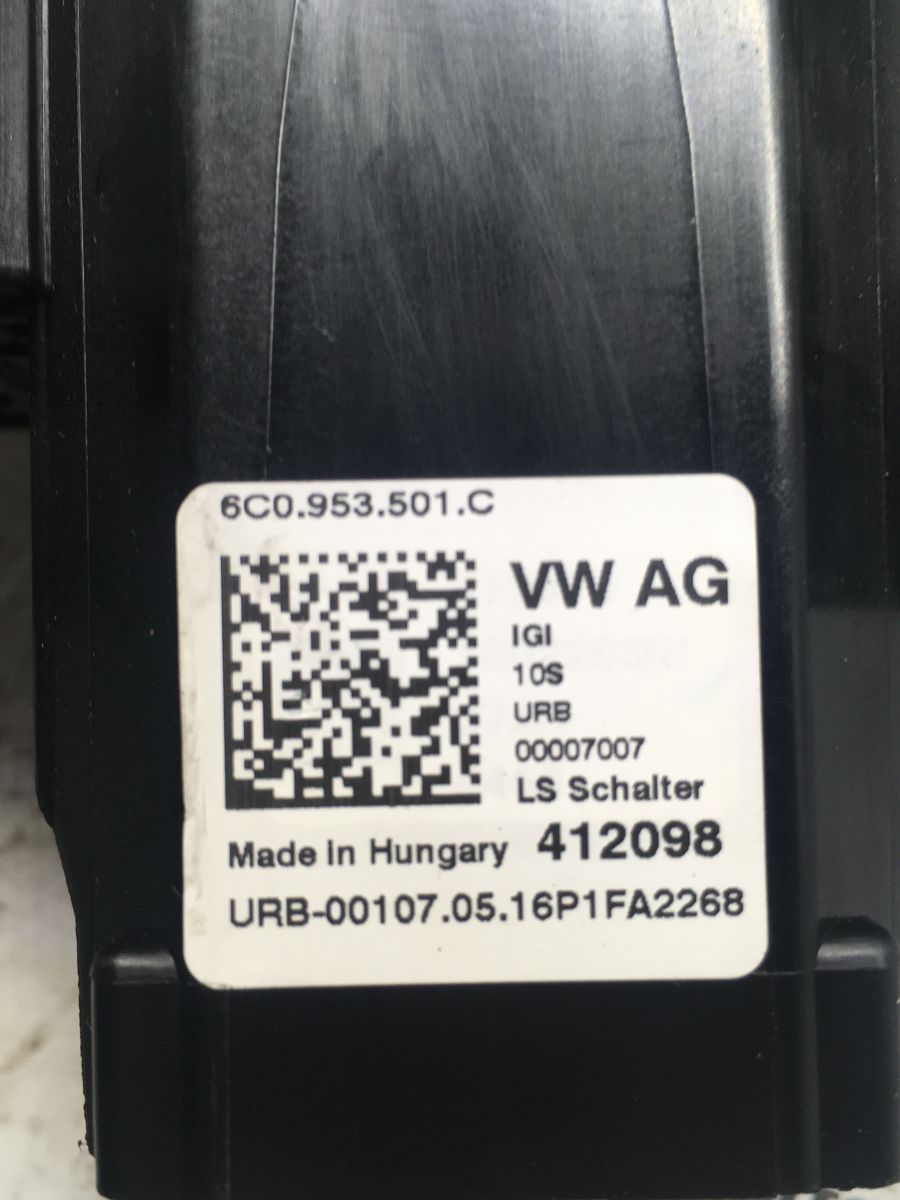 6C0.953.501.C
VW AG
IGI
10S
URB
00007007
LS Schalter
Made in Hungary 412098
URB-00107.05.16P1FA2268